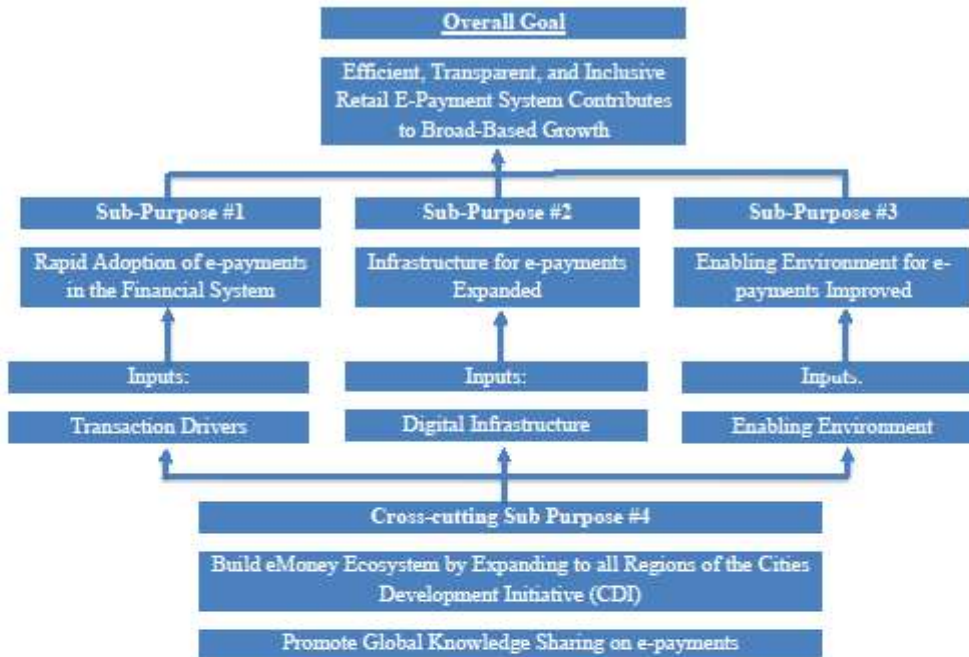 Overall Goal
Efficient, Transparent, and Inclusive
Retail E-Payment System Contributes
to Broad-Based Growth
Sub-Purpose #1
Sub-Purpose #2
Sub-Purpose #3
Rapid Adoption of e-payments
in the Financial System
Infrastructure for e-payments
Expanded
Enabling Environment for e-
payments Improved
Inputs:
Inputs:
Inputs:
Transaction Drivers
Digital Infrastructure
Enabling Environment
Cross-cutting Sub Purpose #4
Build eMoney Ecosystem by Expanding to all Regions of the Cities
Development Initiative (CDI)
Promote Global Knowledge Sharing on e-payments